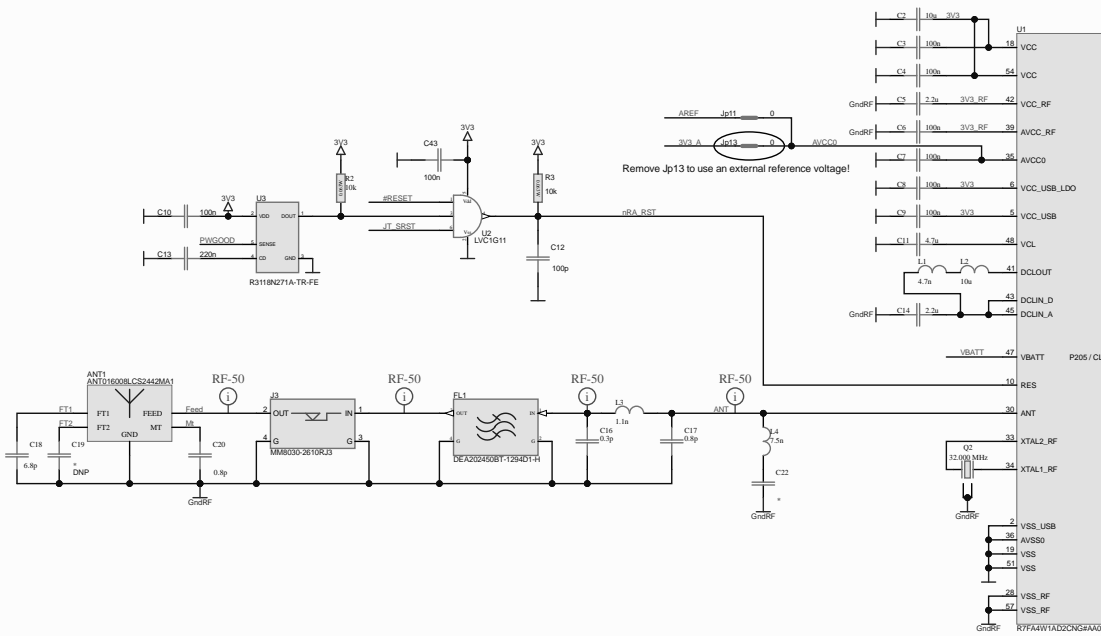 U1
C2 10u 3V3
C3 100n 18 VCC
C4 100n 54 VCC
GndRF C5 2.2u 3V3_RF 42 VCC_RF
AREF Jp11 0
GndRF C6 100n 3V3_RF 39 AVCC_RF
3V3_A Jp13 0 AVCC0
C7 100n 35 AVCC0
Remove Jp13 to use an external reference voltage!
C8 100n 3V3 6 VCC_USB_LDO
C9 100n 3V3 5 VCC_USB
C11 4.7u 48 VCL
L1 L2 41 DCLOUT
4.7n 10u
43 DCLIN_D
GndRF C14 2.2u 45 DCLIN_A
VBATT 47 VBATT P205 / CL
10 RES
3V3 C43 3V3 3V3
100n
R2 10k R3 10k
#RESET
JT_SRST
Vdd
Vss
U2
LVC1G11
nRA_RST
C12
100p
3V3 U3
C10 100n 2 VDD DOUT 1
PWGOOD 5 SENSE
C13 220n 4 CD GND 3
R3118N271A-TR-FE
ANT1
ANT016008LCS2442MA1
RF-50 RF-50 RF-50 RF-50
i i i i
FT1 FT1 FEED Feed
FT2 FT2 MT Mt
GND
C18
6.8p
C19
*
DNP
C20
0.8p
GndRF
J3
2 OUT IN 1
4 G G 3
MM8030-2610RJ3
FL1
OUT IN
G G
DEA202450BT-1294D1-H
L3
1.1n
C16
0.3p
C17
0.8p
ANT 30 ANT
L4
7.5n
C22
*
GndRF
33 XTAL2_RF
Q2
32.000 MHz
34 XTAL1_RF
GndRF
2 VSS_USB
36 AVSS0
19 VSS
51 VSS
28 VSS_RF
57 VSS_RF
GndRF
R7FA4W1AD2CNG#AA0